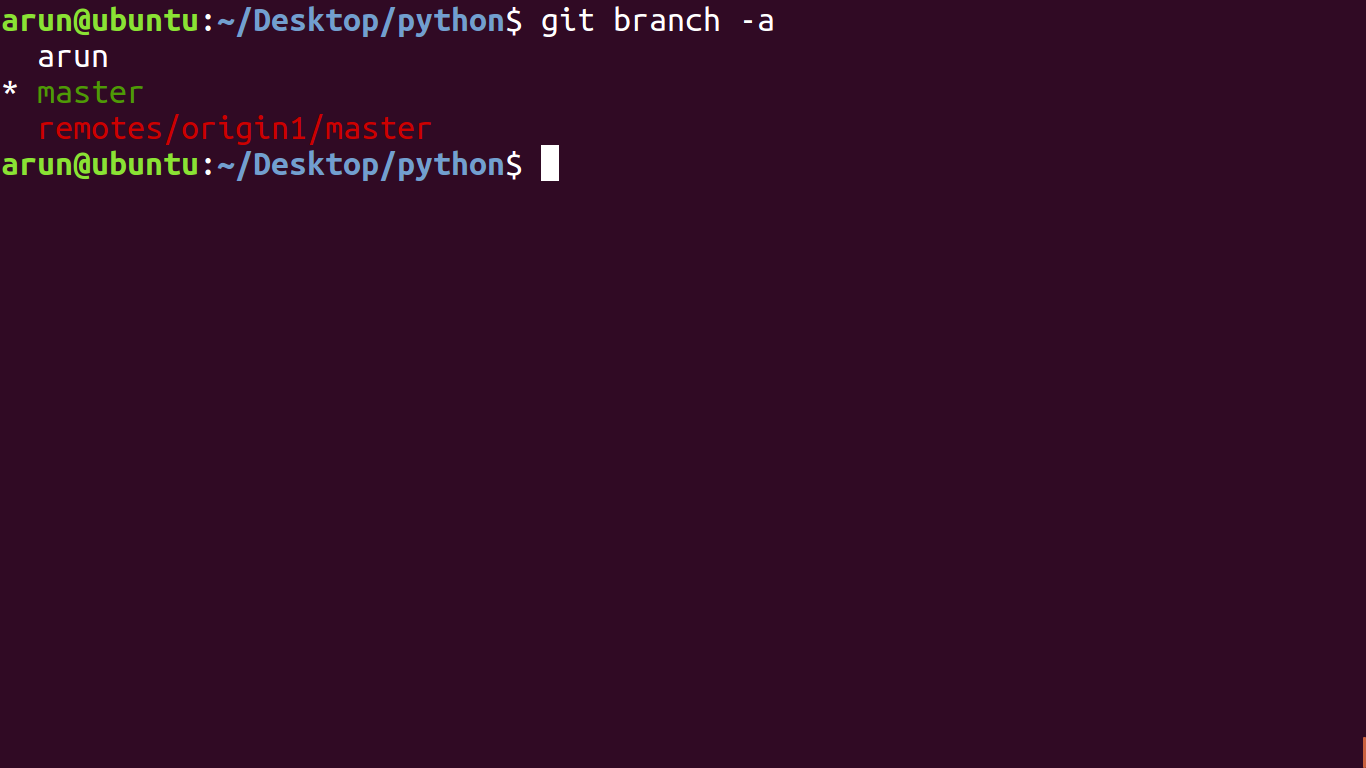 arun@ubuntu:~/Desktop/python$ git branch -a
  arun
* master
  remotes/origin1/master
arun@ubuntu:~/Desktop/python$